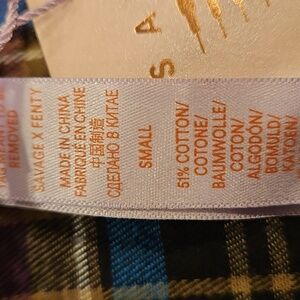 REMOVED
SAVAGE X FENTY
MADE IN CHINA
FABRIQUÉ EN CHINE
中国制造
СДЕЛАНО В КИТАЕ
SMALL
51% COTTON/
COTONE/
BAUMWOLLE/
COTON/
ALGODÓN/
BOMULD/
KATOEN/
S A